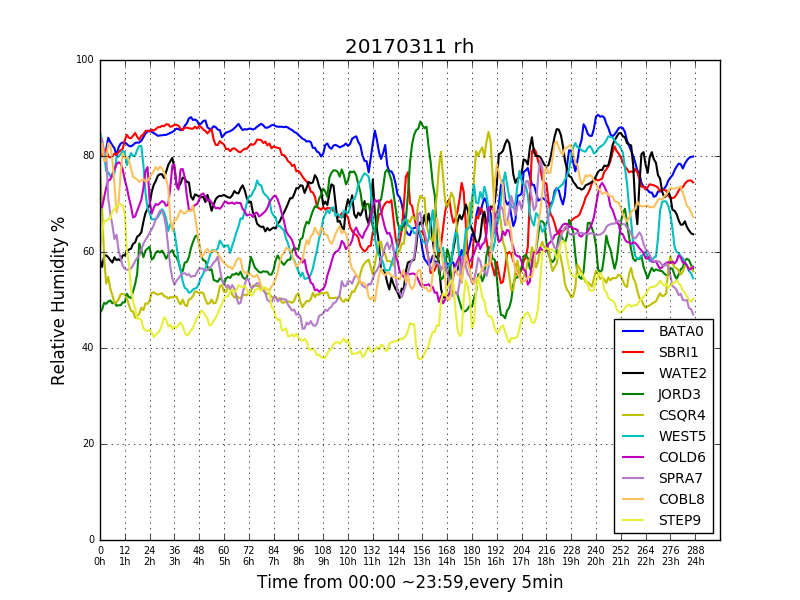 20170311 rh
100
80
60
40
20
0
Relative Humidity %
0 12 24 36 48 60 72 84 96 108 120 132 144 156 168 180 192 204 216 228 240 252 264 276 288
0h 1h 2h 3h 4h 5h 6h 7h 8h 9h 10h 11h 12h 13h 14h 15h 16h 17h 18h 19h 20h 21h 22h 23h 24h
Time from 00:00 ~23:59,every 5min
BATA0
SBRI1
WATE2
JORD3
CSQR4
WEST5
COLD6
SPRA7
COBL8
STEP9